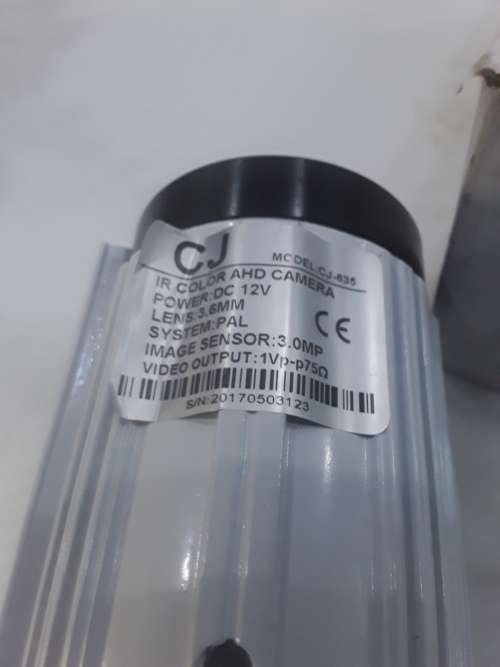 CJ
MODEL:CJ-635
IR COLOR AHD CAMERA
POWER:DC 12V
LENS:3.6MM
SYSTEM:PAL
CE
IMAGE SENSOR:3.0MP
VIDEO OUTPUT:1Vp-p75Ω
S/N:20170503123